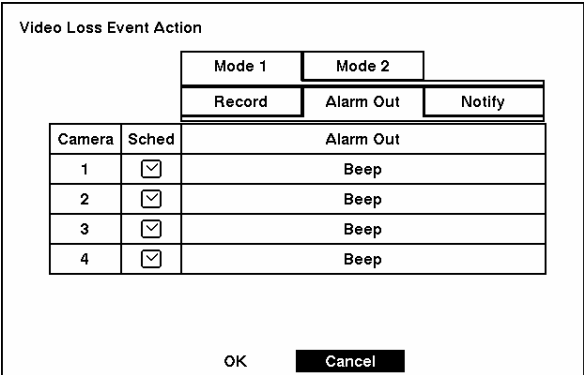 Video Loss Event Action
Mode 1 Mode 2
Record Alarm Out Notify
Camera Sched Alarm Out
1 Beep
2 Beep
3 Beep
4 Beep
OK Cancel